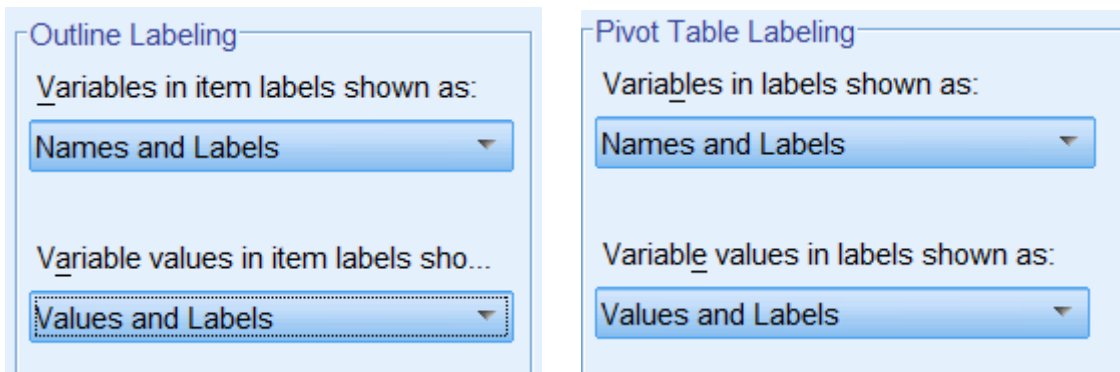 Outline Labeling
Variables in item labels shown as:
Names and Labels
Variable values in item labels sho...
Values and Labels
Pivot Table Labeling
Variables in labels shown as:
Names and Labels
Variable values in labels shown as:
Values and Labels